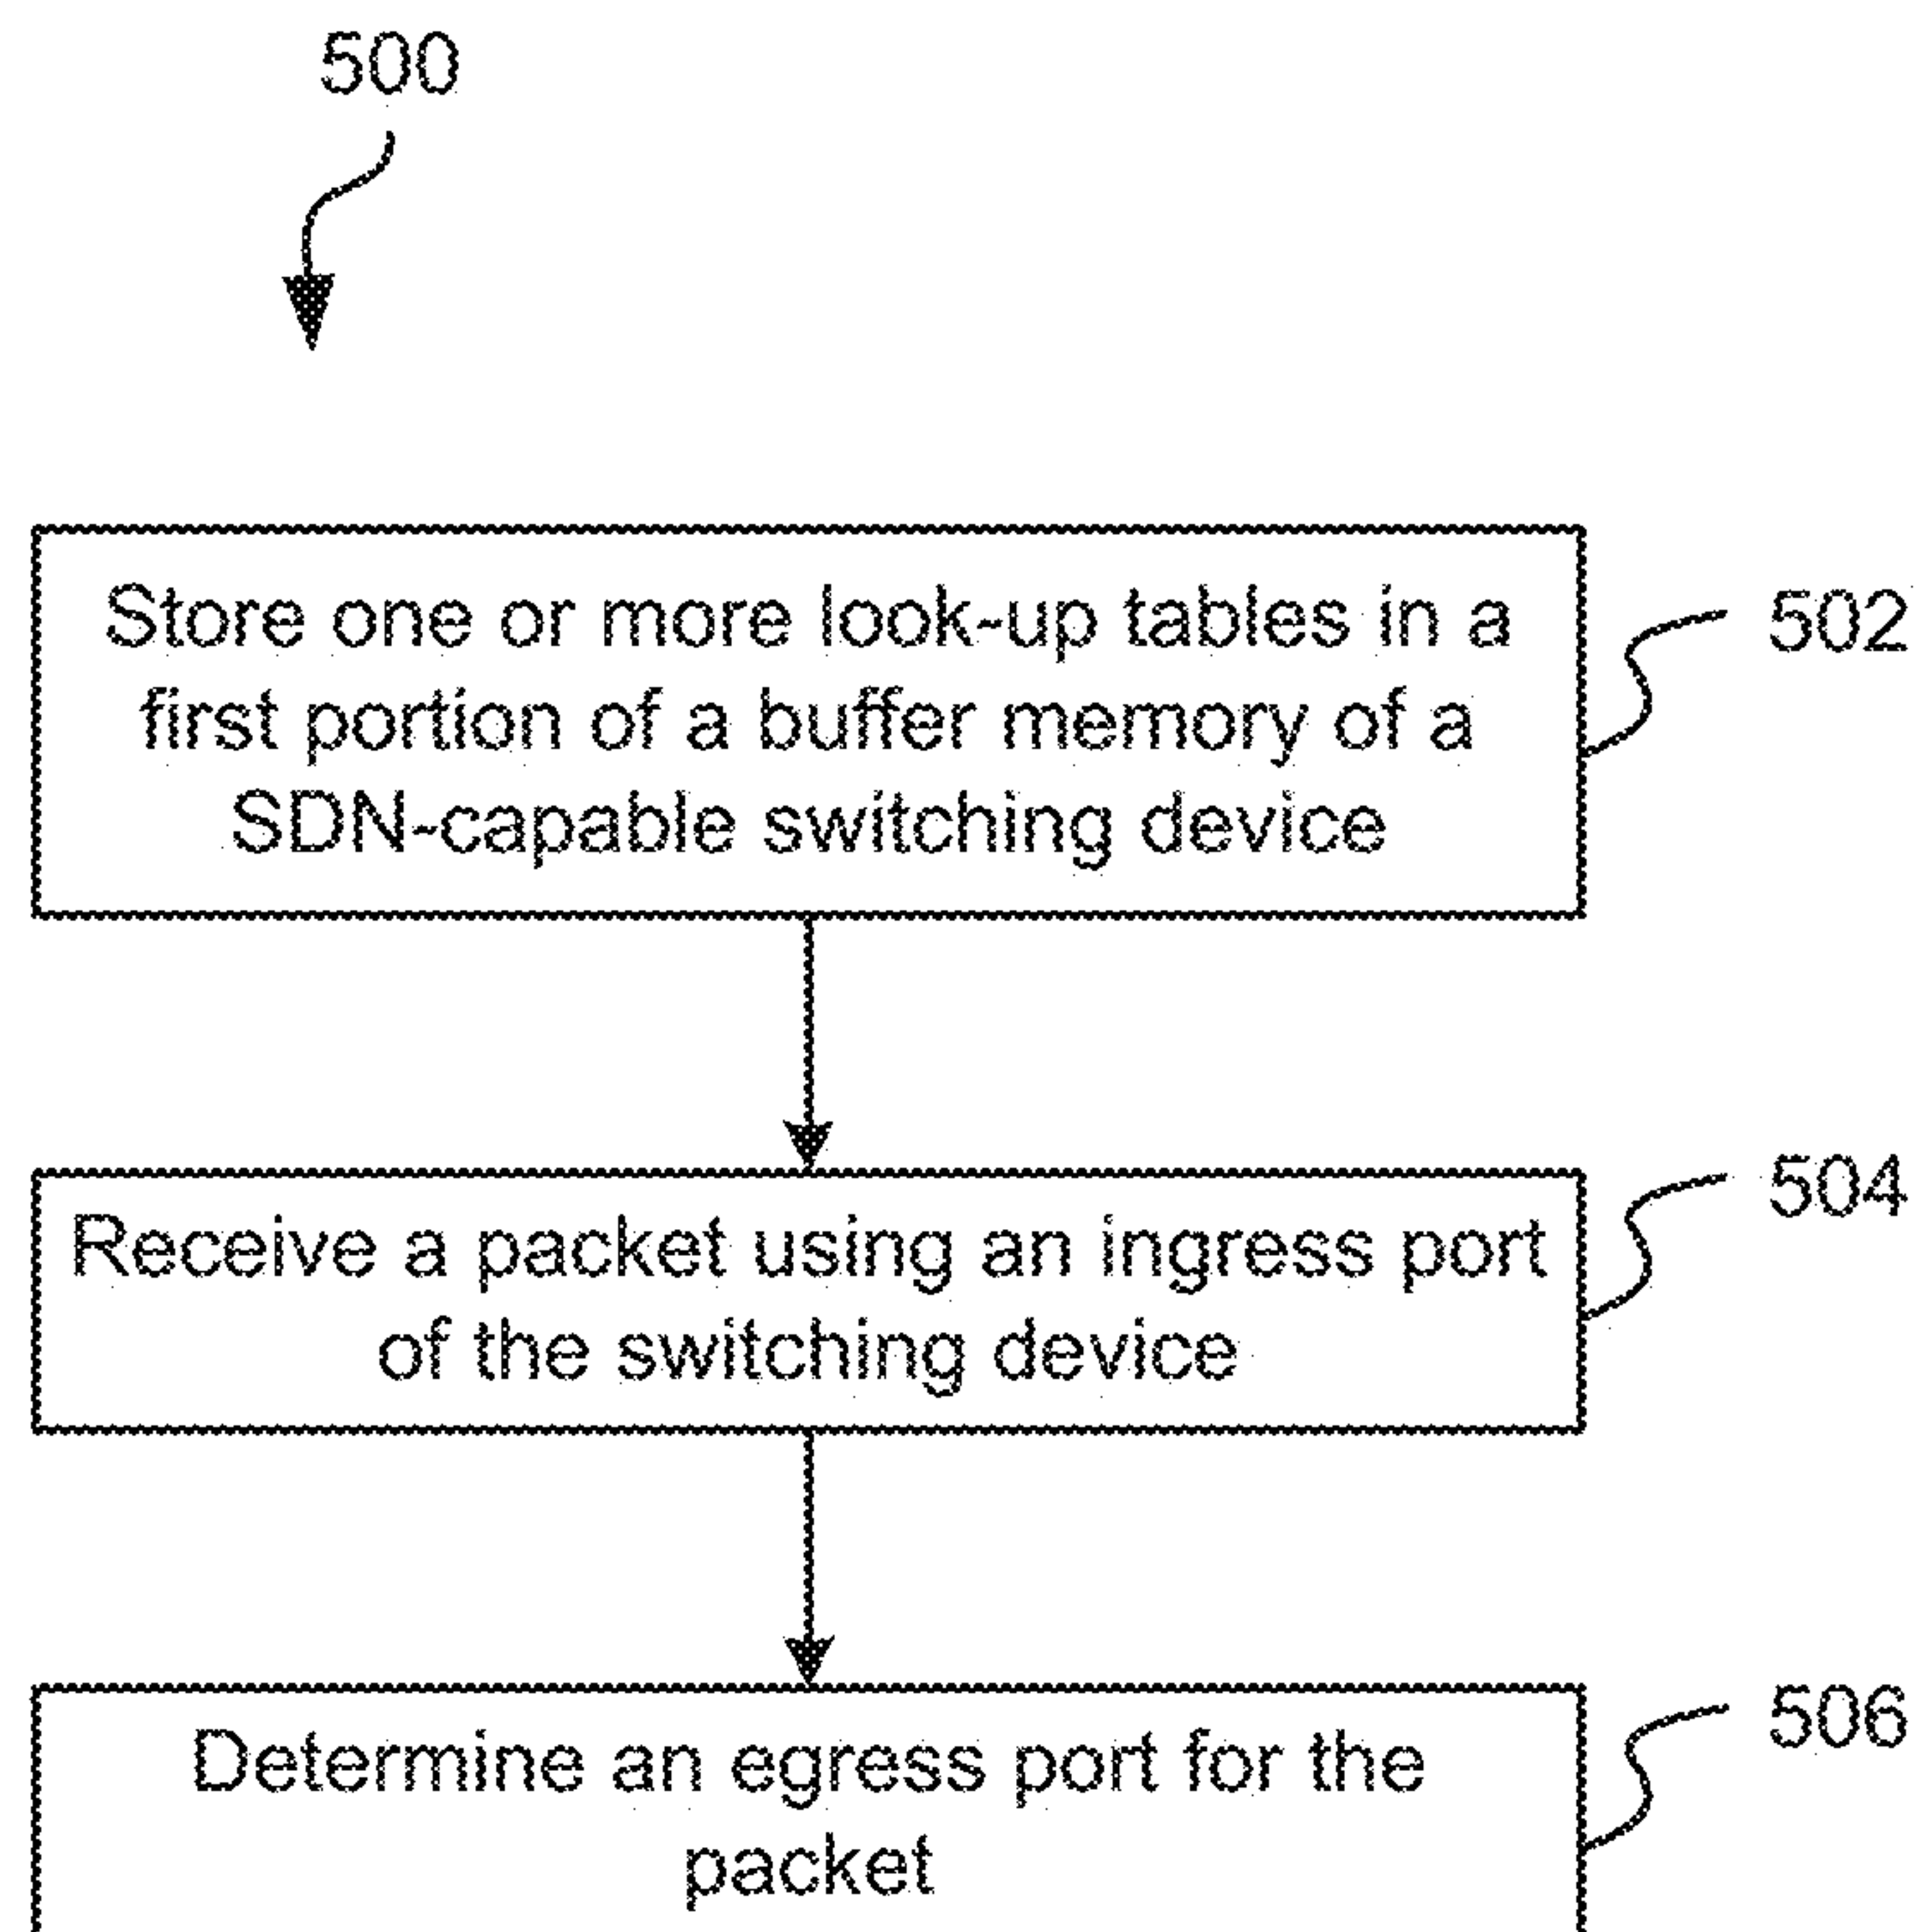 500
Store one or more look-up tables in a
first portion of a buffer memory of a
SDN-capable switching device
502
Receive a packet using an ingress port
of the switching device
504
Determine an egress port for the
packet
506